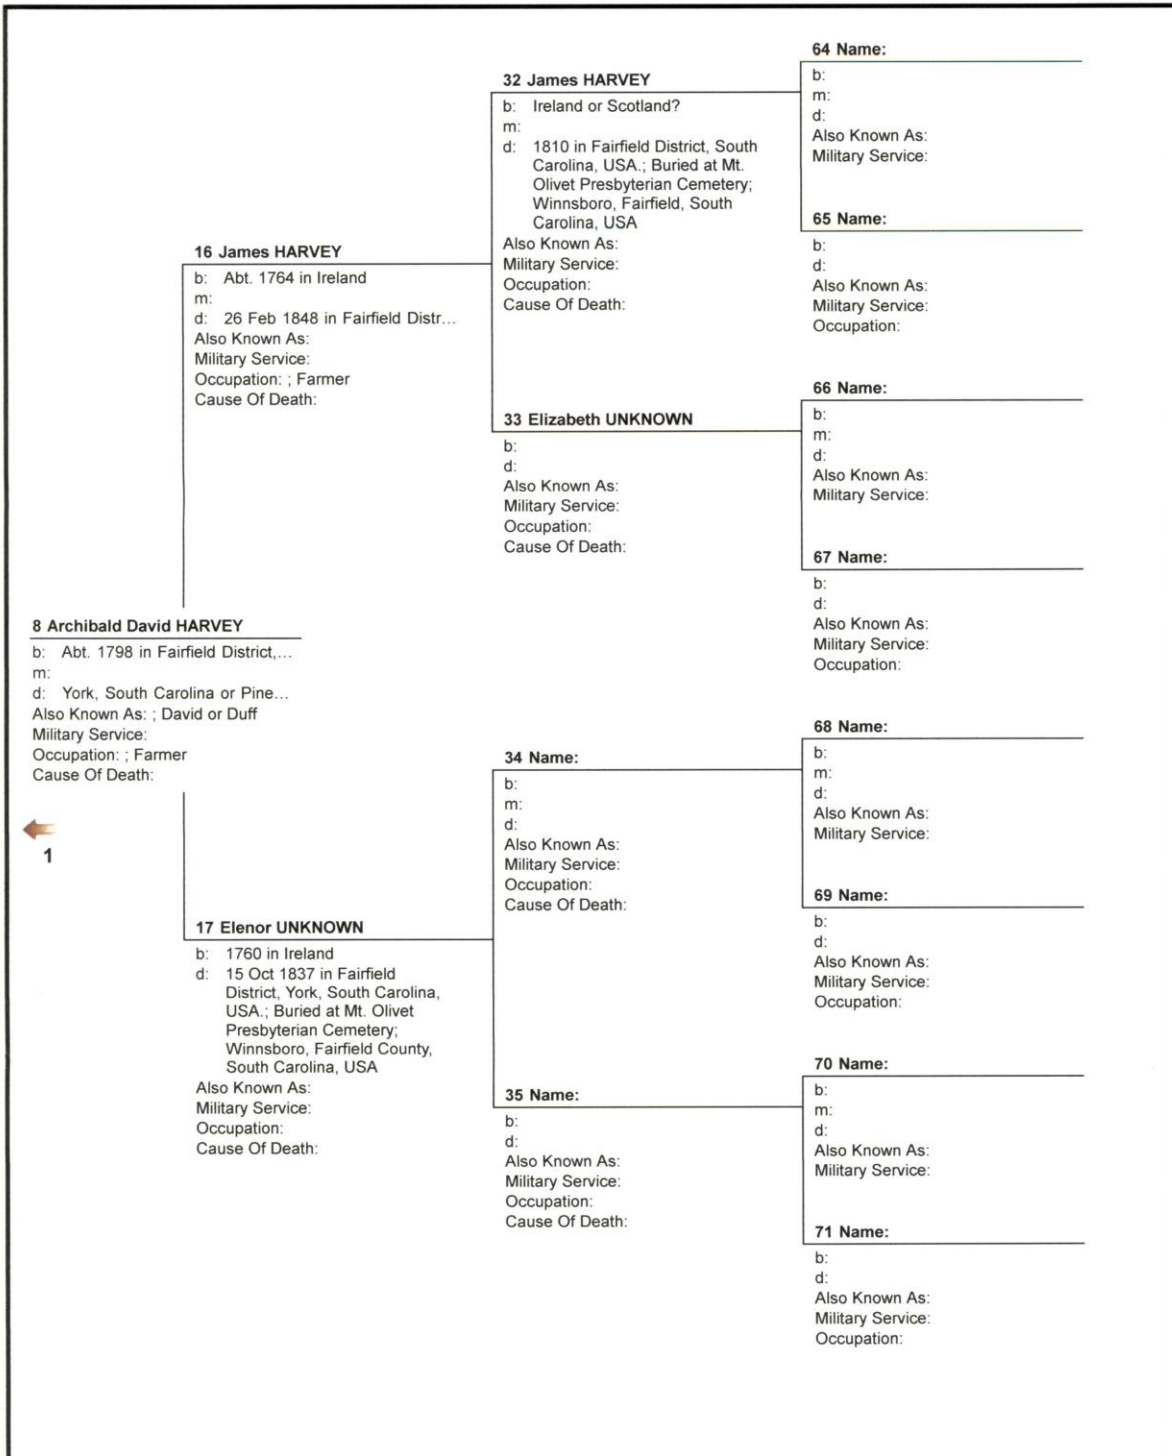 64 Name:
b:
m:
d:
Also Known As:
Military Service:
32 James HARVEY
b: Ireland or Scotland?
m:
d: 1810 in Fairfield District, South
Carolina, USA.; Buried at Mt.
Olivet Presbyterian Cemetery;
Winnsboro, Fairfield, South
Carolina, USA
Also Known As:
Military Service:
Occupation:
Cause Of Death:
65 Name:
b:
d:
Also Known As:
Military Service:
Occupation:
16 James HARVEY
b: Abt. 1764 in Ireland
m:
d: 26 Feb 1848 in Fairfield Distr...
Also Known As:
Military Service:
Occupation: ; Farmer
Cause Of Death:
66 Name:
b:
m:
d:
Also Known As:
Military Service:
33 Elizabeth UNKNOWN
b:
d:
Also Known As:
Military Service:
Occupation:
Cause Of Death:
67 Name:
b:
d:
Also Known As:
Military Service:
Occupation:
8 Archibald David HARVEY
b: Abt. 1798 in Fairfield District,...
m:
d: York, South Carolina or Pine...
Also Known As: ; David or Duff
Military Service:
Occupation: ; Farmer
Cause Of Death:
1
68 Name:
b:
m:
d:
Also Known As:
Military Service:
34 Name:
b:
m:
d:
Also Known As:
Military Service:
Occupation:
Cause Of Death:
69 Name:
b:
d:
Also Known As:
Military Service:
Occupation:
17 Elenor UNKNOWN
b: 1760 in Ireland
d: 15 Oct 1837 in Fairfield
District, York, South Carolina,
USA.; Buried at Mt. Olivet
Presbyterian Cemetery;
Winnsboro, Fairfield County,
South Carolina, USA
Also Known As:
Military Service:
Occupation:
Cause Of Death:
70 Name:
b:
m:
d:
Also Known As:
Military Service:
35 Name:
b:
d:
Also Known As:
Military Service:
Occupation:
Cause Of Death:
71 Name:
b:
d:
Also Known As:
Military Service:
Occupation: